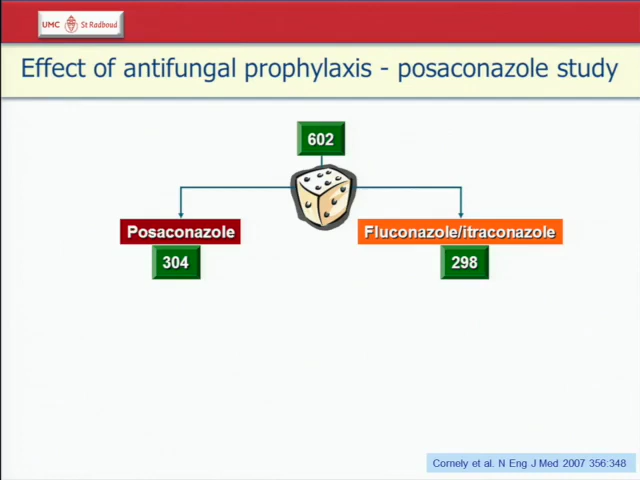 UMC St Radboud
Effect of antifungal prophylaxis - posaconazole study
602
Posaconazole
Fluconazole/itraconazole
304
298
Cornely et al. N Eng J Med 2007 356:348